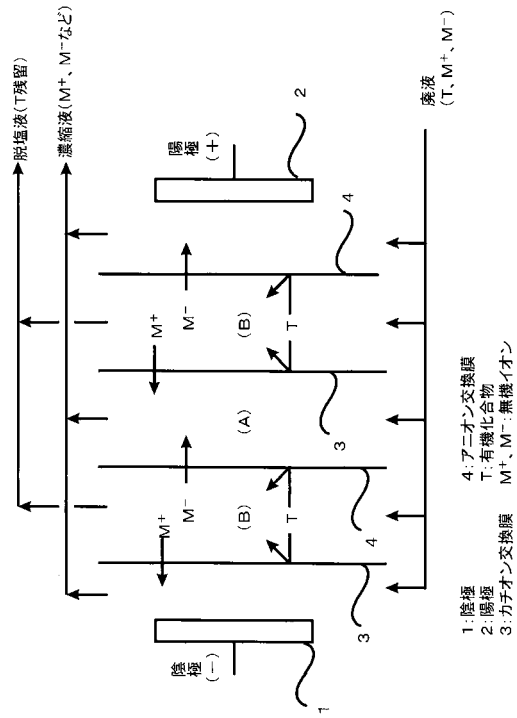 脱塩液(T残留)
濃縮液(M⁺、M⁻など)
陰極
(−)
陽極
(+)
1
2
M⁺
M⁻
M⁻
M⁺
M⁻
(B)
(A)
(B)
T
T
3
4
3
4
廃液
(T、M⁺、M⁻)
1:陰極
2:陽極
3:カチオン交換膜
4:アニオン交換膜
T:有機化合物
M⁺、M⁻:無機イオン